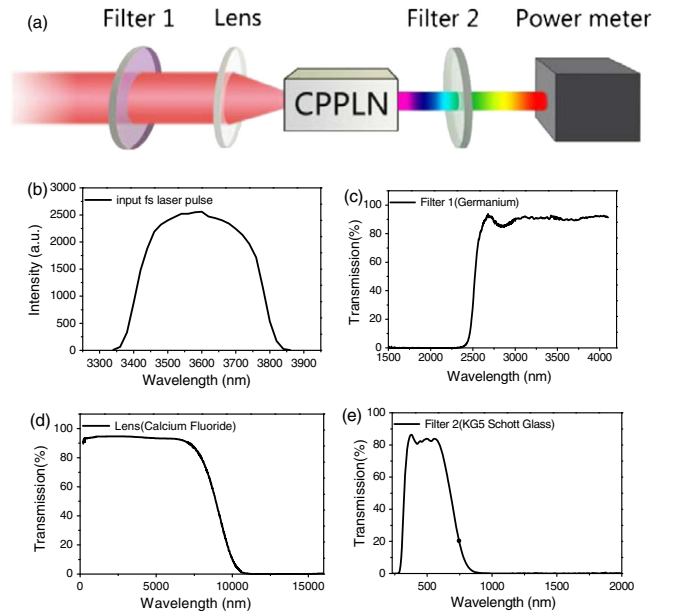 (a)
Filter 1
Lens
Filter 2
Power meter
CPPLN
(b)
input fs laser pulse
Intensity (a.u.)
3000
2500
2000
1500
1000
500
0
3300 3400 3500 3600 3700 3800 3900
Wavelength (nm)
(c)
Filter 1(Germanium)
Transmission(%)
100
80
60
40
20
0
1500 2000 2500 3000 3500 4000
Wavelength (nm)
(d)
Lens(Calcium Fluoride)
Transmission(%)
100
80
60
40
20
0
0 5000 10000 15000
Wavelength (nm)
(e)
Filter 2(KG5 Schott Glass)
Transmission(%)
100
80
60
40
20
0
500 1000 1500 2000
Wavelength (nm)